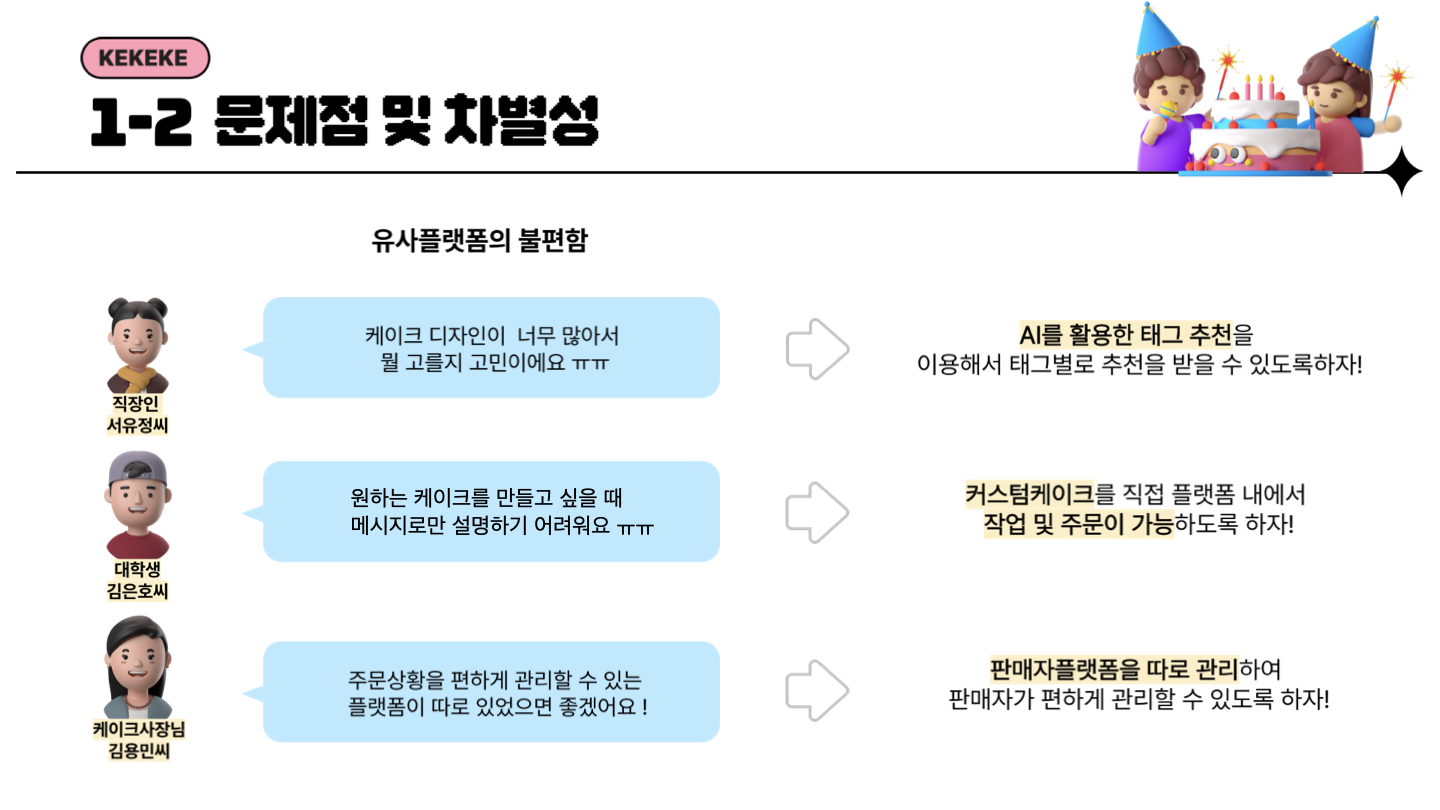 KEKEKE
1-2 문제점 및 차별성
유사플랫폼의 불편함
직장인
서유정씨
케이크 디자인이 너무 많아서
뭘 고를지 고민이에요 ㅠㅠ
AI를 활용한 태그 추천을
이용해서 태그별로 추천을 받을 수 있도록하자!
대학생
김은호씨
원하는 케이크를 만들고 싶을 때
메시지로만 설명하기 어려워요 ㅠㅠ
커스텀케이크를 직접 플랫폼 내에서
작업 및 주문이 가능하도록 하자!
케이크사장님
김용민씨
주문상황을 편하게 관리할 수 있는
플랫폼이 따로 있었으면 좋겠어요 !
판매자플랫폼을 따로 관리하여
판매자가 편하게 관리할 수 있도록 하자!